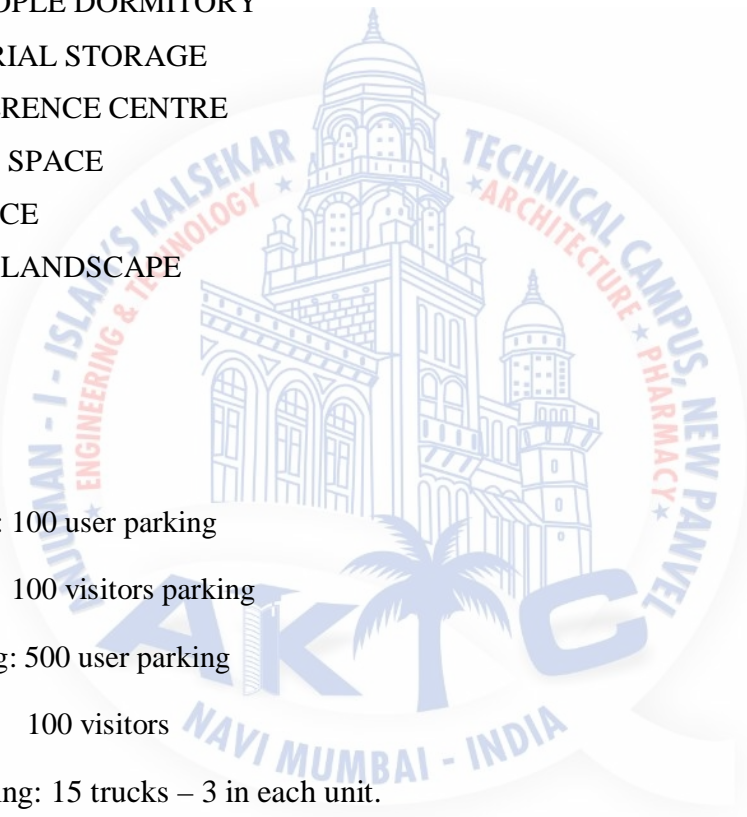 OPLE DORMITORY
RIAL STORAGE
ERENCE CENTRE
SPACE
CE
LANDSCAPE
: 100 user parking
100 visitors parking
g: 500 user parking
100 visitors
ing: 15 trucks – 3 in each unit.
ANJUMAN - I - ISLAM'S KALSEKAR TECHNICAL CAMPUS, NEW PANVEL
★ ENGINEERING & TECHNOLOGY ★ ★ ARCHITECTURE ★ PHARMACY ★
AKTC
NAVI MUMBAI - INDIA